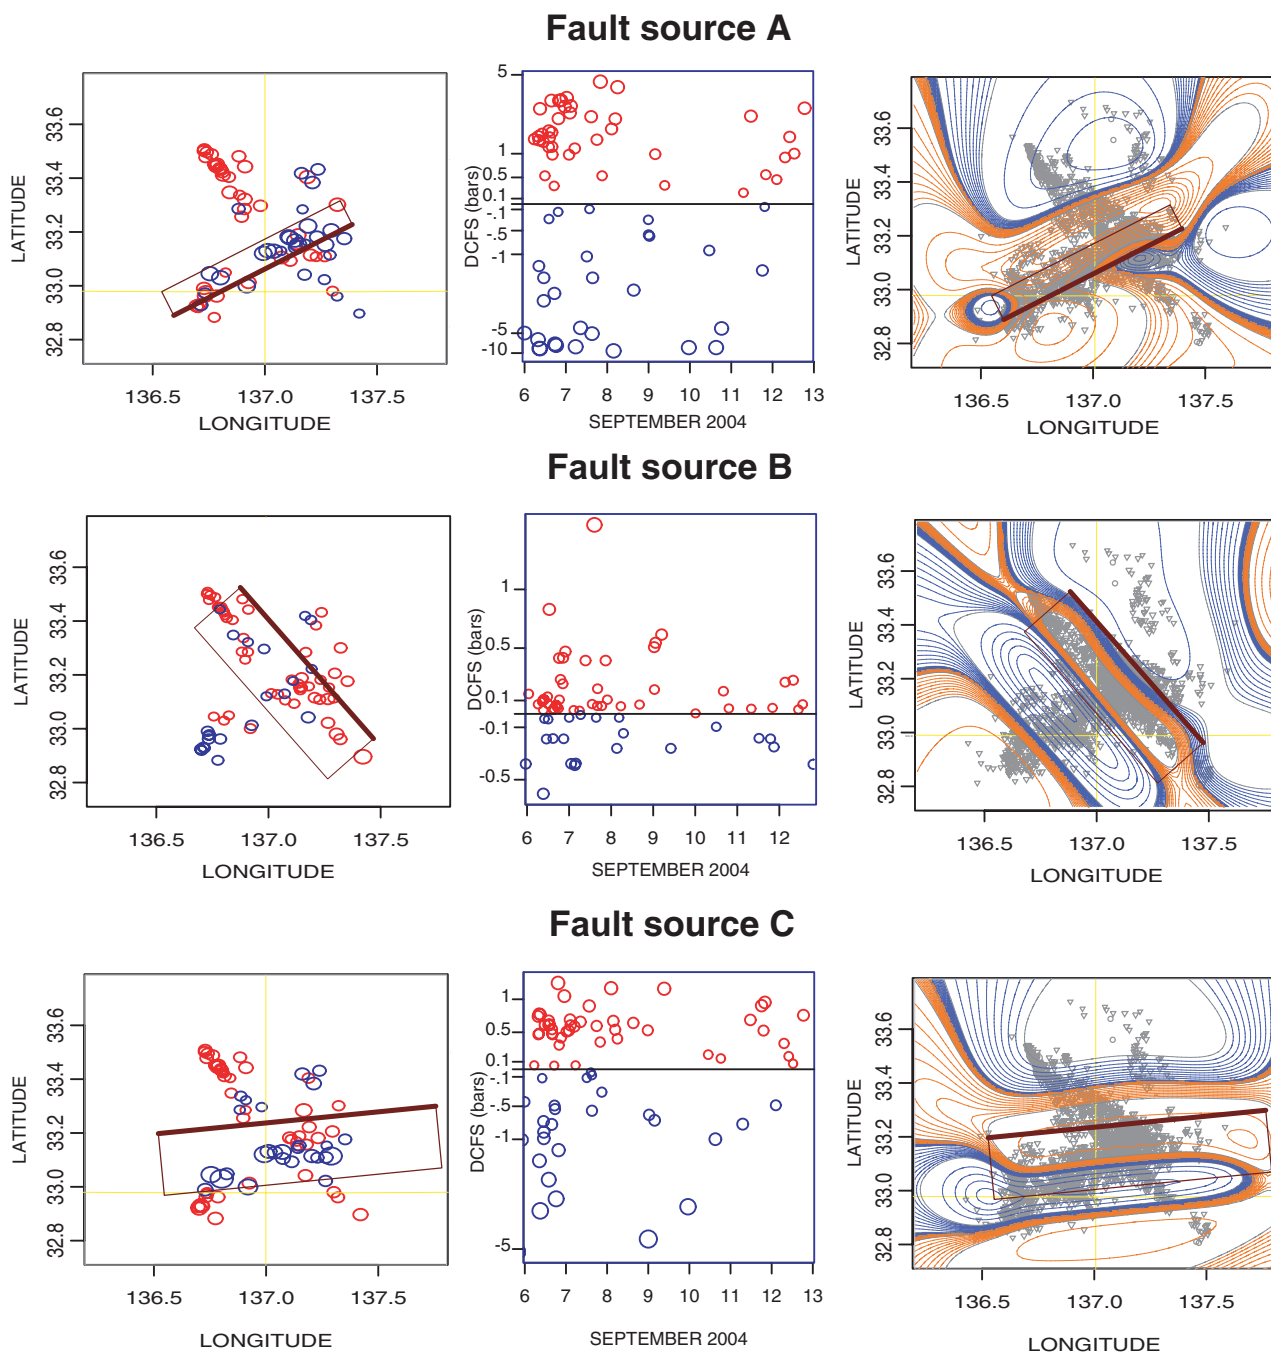 Fault source A
LATITUDE
33.6
33.4
33.2
33.0
32.8
136.5 137.0 137.5
LONGITUDE
DCFS (bars)
5
1
0.5
0.1
-.1
-.5
-1
-5
-10
6 7 8 9 10 11 12 13
SEPTEMBER 2004
LATITUDE
33.6
33.4
33.2
33.0
32.8
136.5 137.0 137.5
LONGITUDE
Fault source B
LATITUDE
33.6
33.4
33.2
33.0
32.8
136.5 137.0 137.5
LONGITUDE
DCFS (bars)
1
0.5
0.1
-0.1
-0.5
6 7 8 9 10 11 12
SEPTEMBER 2004
LATITUDE
33.6
33.4
33.2
33.0
32.8
136.5 137.0 137.5
LONGITUDE
Fault source C
LATITUDE
33.6
33.4
33.2
33.0
32.8
136.5 137.0 137.5
LONGITUDE
DCFS (bars)
1
0.5
0.1
-.1
-0.5
-1
-5
6 7 8 9 10 11 12 13
SEPTEMBER 2004
LATITUDE
33.6
33.4
33.2
33.0
32.8
136.5 137.0 137.5
LONGITUDE